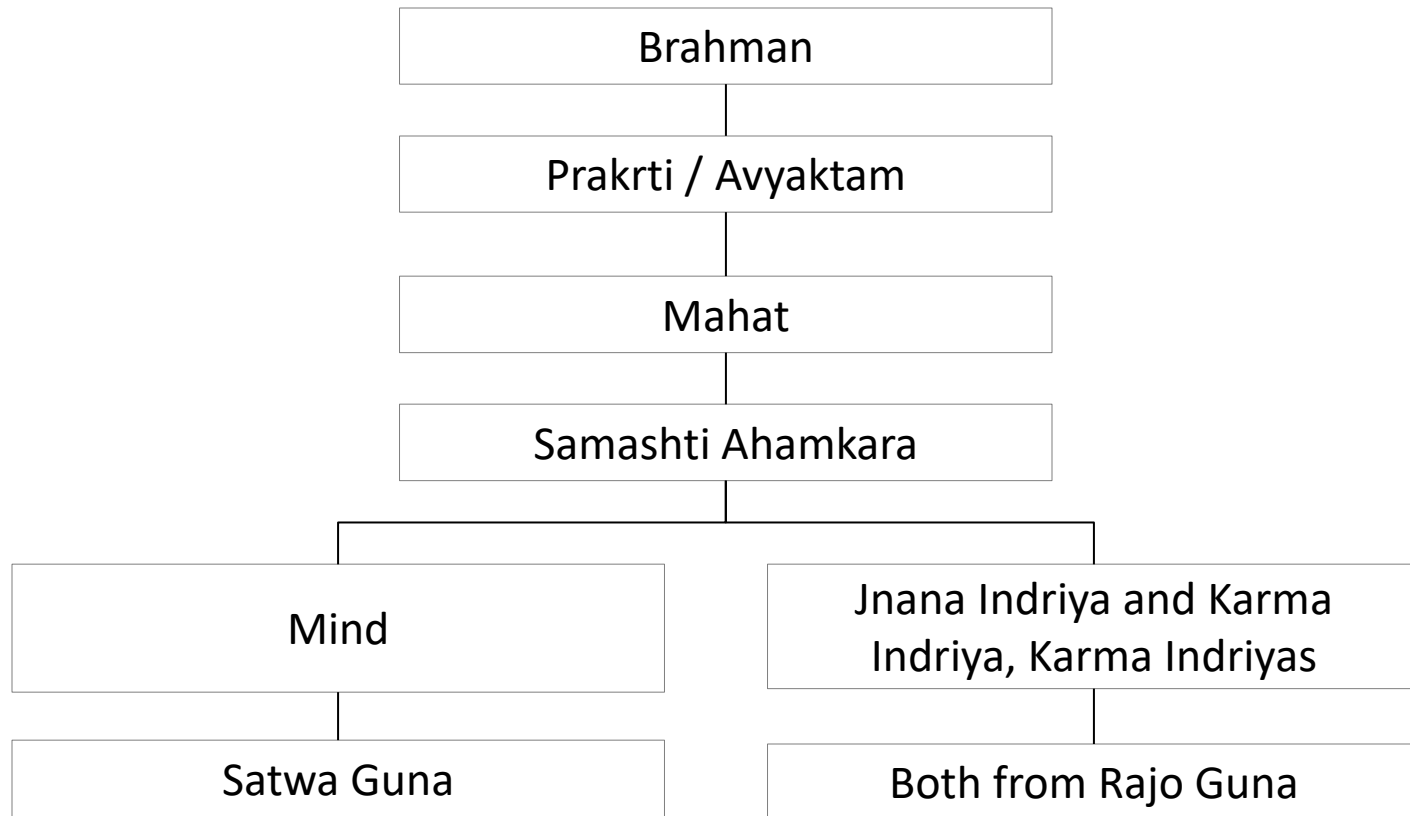 Brahman
Prakrti / Avyaktam
Mahat
Samashti Ahamkara
Mind
Jnana Indriya and Karma
Indriya, Karma Indriyas
Satwa Guna
Both from Rajo Guna